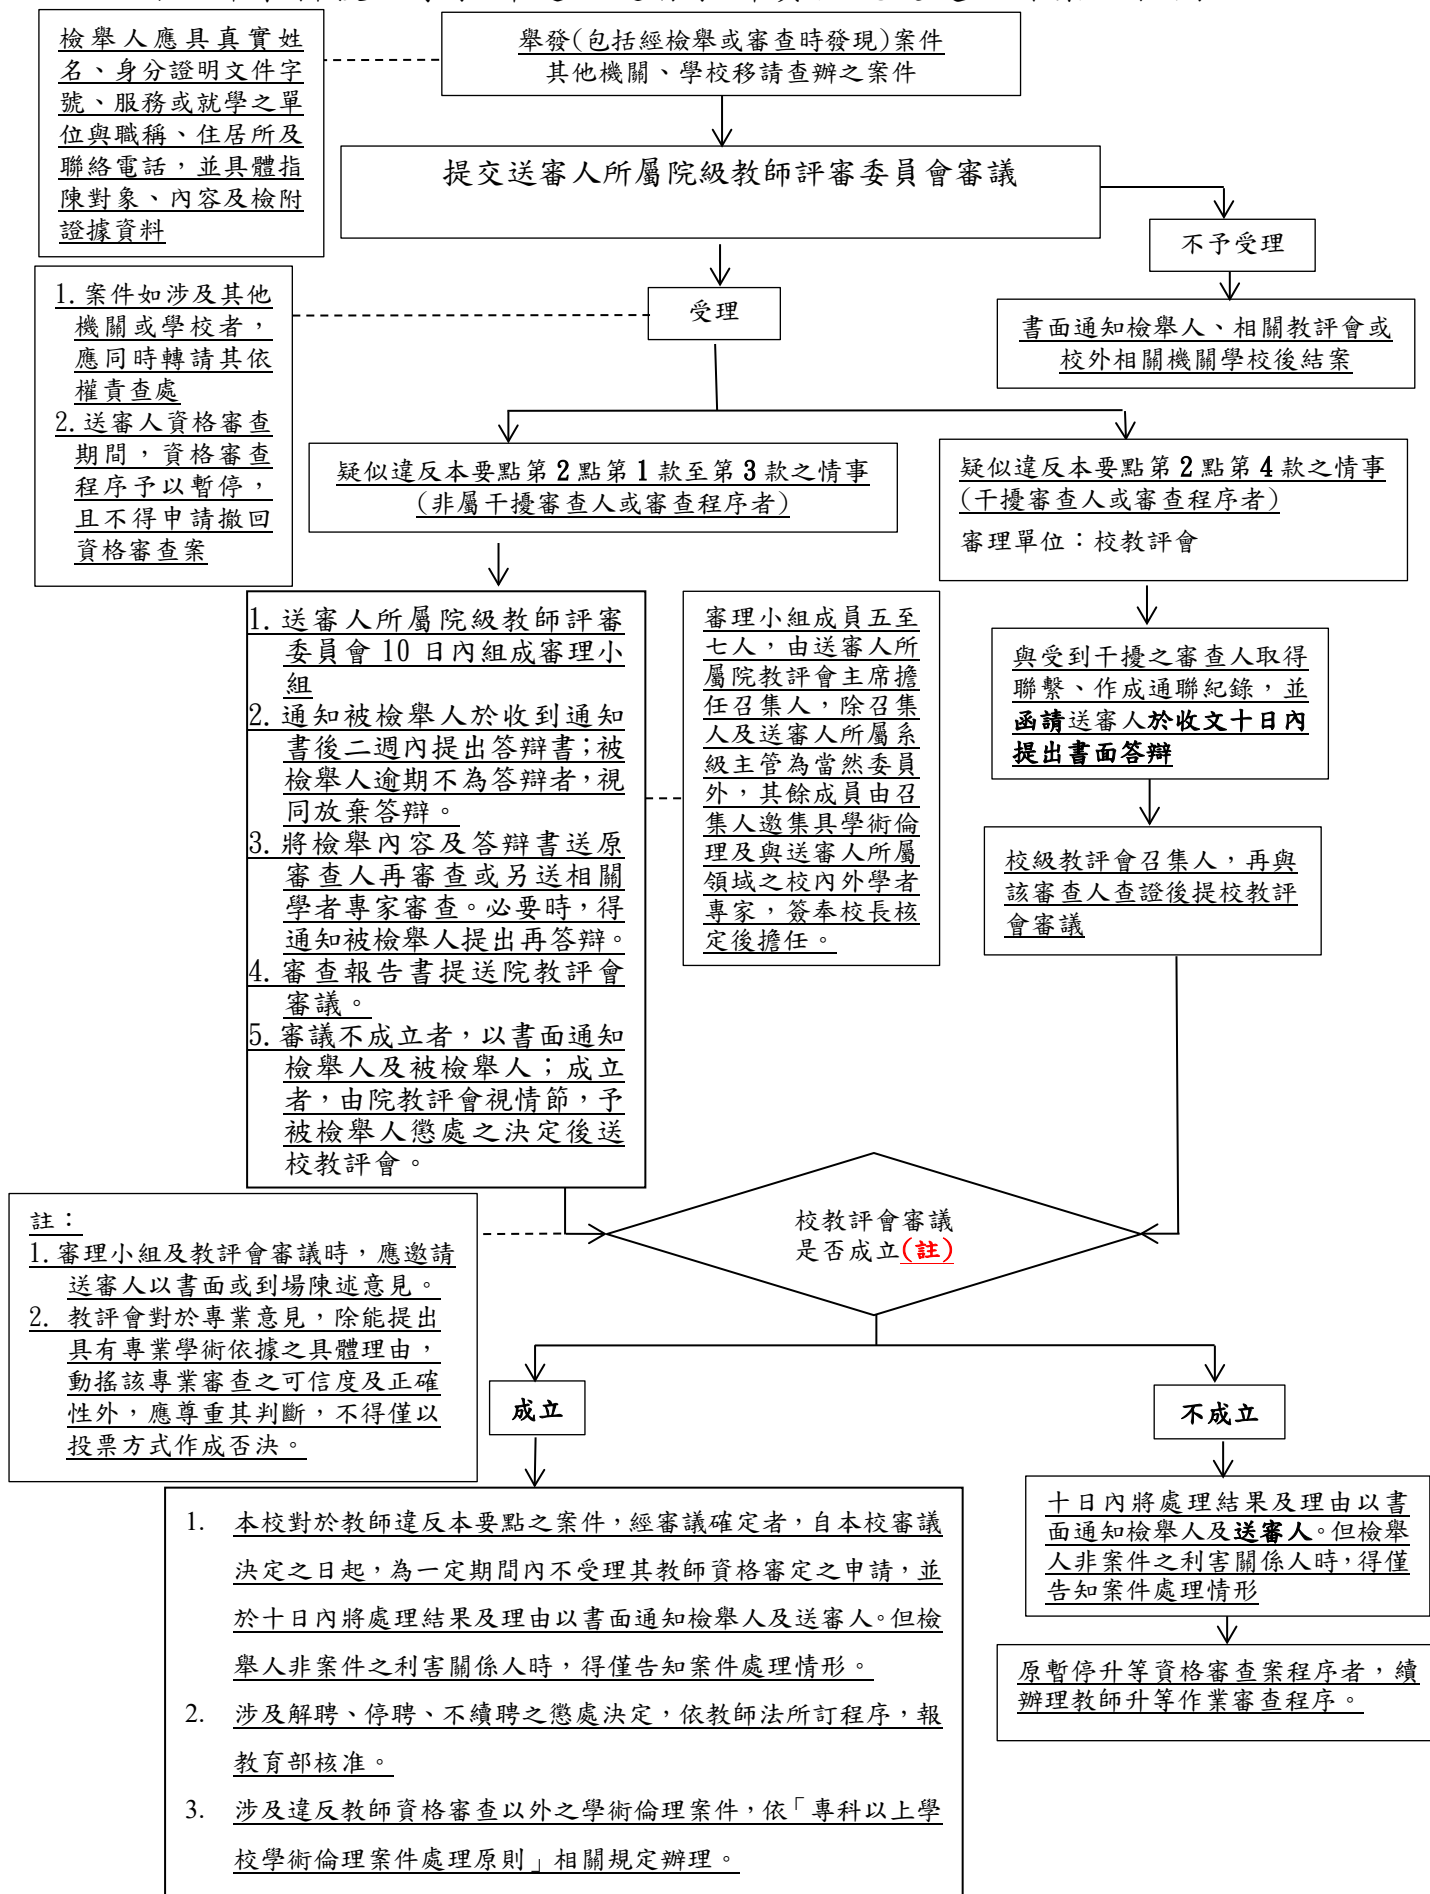 檢舉人應具真實姓
名、身分證明文件字
號、服務或就學之單
位與職稱、住居所及
聯絡電話，並具體指
陳對象、內容及檢附
證據資料
舉發(包括經檢舉或審查時發現)案件
其他機關、學校移請查辦之案件
提交送審人所屬院級教師評審委員會審議
不予受理
書面通知檢舉人、相關教評會或
校外相關機關學校後結案
受理
1. 案件如涉及其他
機關或學校者，
應同時轉請其依
權責查處
2. 送審人資格審查
期間，資格審查
程序予以暫停，
且不得申請撤回
資格審查案
疑似違反本要點第 2 點第 1 款至第 3 款之情事
(非屬干擾審查人或審查程序者)
疑似違反本要點第 2 點第 4 款之情事
(干擾審查人或審查程序者)
審理單位：校教評會
1. 送審人所屬院級教師評審
委員會 10 日內組成審理小
組
2. 通知被檢舉人於收到通知
書後二週內提出答辯書；被
檢舉人逾期不為答辯者，視
同放棄答辯。
3. 將檢舉內容及答辯書送原
審查人再審查或另送相關
學者專家審查。必要時，得
通知被檢舉人提出再答辯。
4. 審查報告書提送院教評會
審議。
5. 審議不成立者，以書面通知
檢舉人及被檢舉人；成立
者，由院教評會視情節，予
被檢舉人懲處之決定後送
校教評會。
審理小組成員五至
七人，由送審人所
屬院教評會主席擔
任召集人，除召集
人及送審人所屬系
級主管為當然委員
外，其餘成員由召
集人邀集具學術倫
理及與送審人所屬
領域之校內外學者
專家，簽奉校長核
定後擔任。
與受到干擾之審查人取得
聯繫、作成通聯紀錄，並
函請送審人於收文十日內
提出書面答辯
校級教評會召集人，再與
該審查人查證後提校教評
會審議
校教評會審議
是否成立(註)
註：
1. 審理小組及教評會審議時，應邀請
送審人以書面或到場陳述意見。
2. 教評會對於專業意見，除能提出
具有專業學術依據之具體理由，
動搖該專業審查之可信度及正確
性外，應尊重其判斷，不得僅以
投票方式作成否決。
成立
不成立
1. 本校對於教師違反本要點之案件，經審議確定者，自本校審議
決定之日起，為一定期間內不受理其教師資格審定之申請，並
於十日內將處理結果及理由以書面通知檢舉人及送審人。但檢
舉人非案件之利害關係人時，得僅告知案件處理情形。
2. 涉及解聘、停聘、不續聘之懲處決定，依教師法所訂程序，報
教育部核准。
3. 涉及違反教師資格審查以外之學術倫理案件，依「專科以上學
校學術倫理案件處理原則」相關規定辦理。
十日內將處理結果及理由以書
面通知檢舉人及送審人。但檢舉
人非案件之利害關係人時，得僅
告知案件處理情形
原暫停升等資格審查案程序者，續
辦理教師升等作業審查程序。